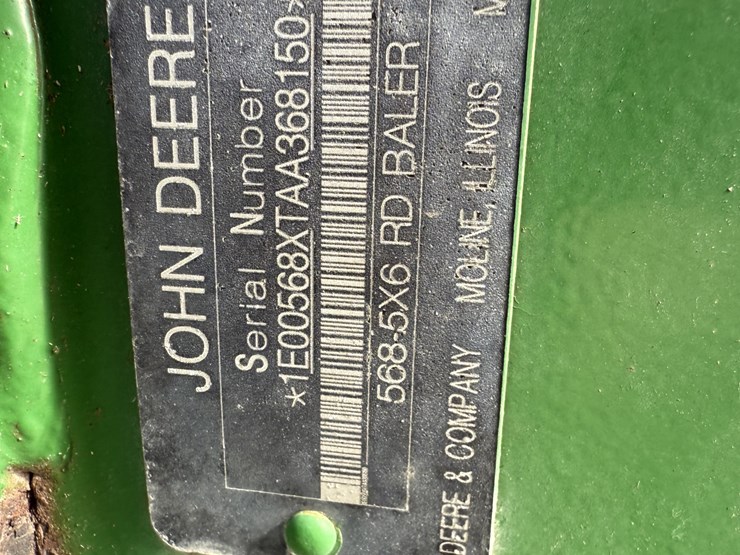 JOHN DEERE
Serial Number
*1E00568XTAA368150>
568-5X6 RD BALER
DEERE & COMPANY MOLINE, ILLINOIS